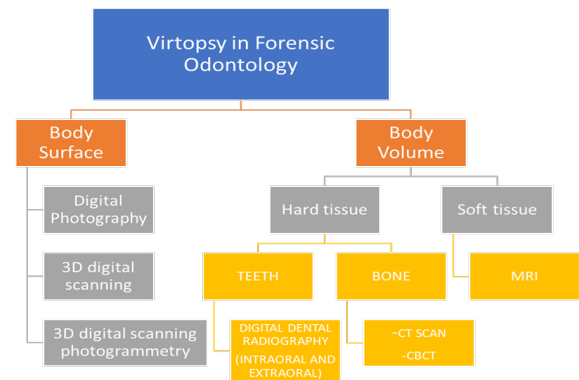 Virtopsy in Forensic
Odontology
Body
Surface
Body
Volume
Digital
Photography
Hard tissue
Soft tissue
3D digital
scanning
TEETH
BONE
MRI
3D digital scanning
photogrammetry
DIGITAL DENTAL
RADIOGRAPHY
(INTRAORAL AND
EXTRAORAL)
-CT SCAN
-CBCT